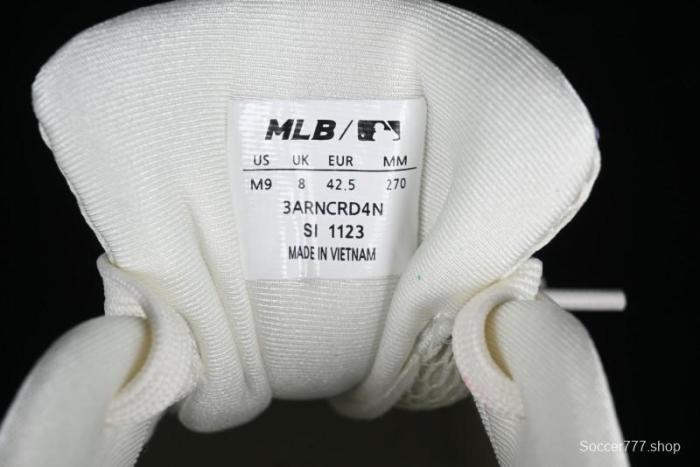 MLB/
US UK EUR MM
M9 8 42.5 270
3ARNCRD4N
SI 1123
MADE IN VIETNAM
Soccer777.shop